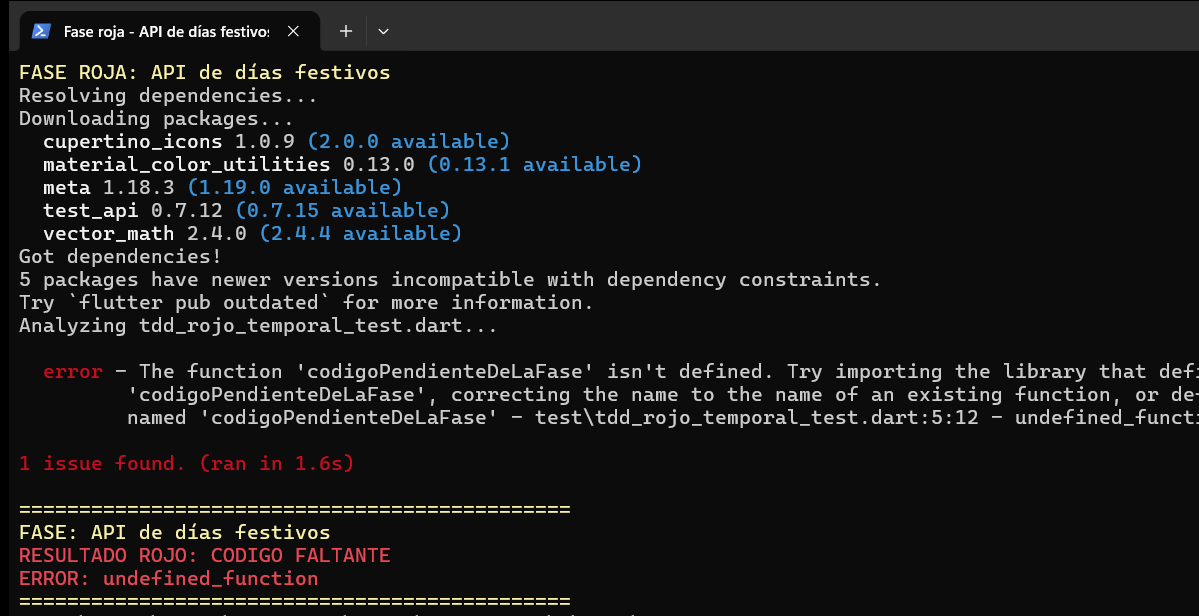 Fase roja - API de días festivos
FASE ROJA: API de días festivos
Resolving dependencies...
Downloading packages...
cupertino_icons 1.0.9 (2.0.0 available)
material_color_utilities 0.13.0 (0.13.1 available)
meta 1.18.3 (1.19.0 available)
test_api 0.7.12 (0.7.15 available)
vector_math 2.4.0 (2.4.4 available)
Got dependencies!
5 packages have newer versions incompatible with dependency constraints.
Try `flutter pub outdated` for more information.
Analyzing tdd_rojo_temporal_test.dart...
error - The function 'codigoPendienteDeLaFase' isn't defined. Try importing the library that defi
'codigoPendienteDeLaFase', correcting the name to the name of an existing function, or de
named 'codigoPendienteDeLaFase' - test\tdd_rojo_temporal_test.dart:5:12 - undefined_functi
1 issue found. (ran in 1.6s)
==============================================
FASE: API de días festivos
RESULTADO ROJO: CODIGO FALTANTE
ERROR: undefined_function
==============================================